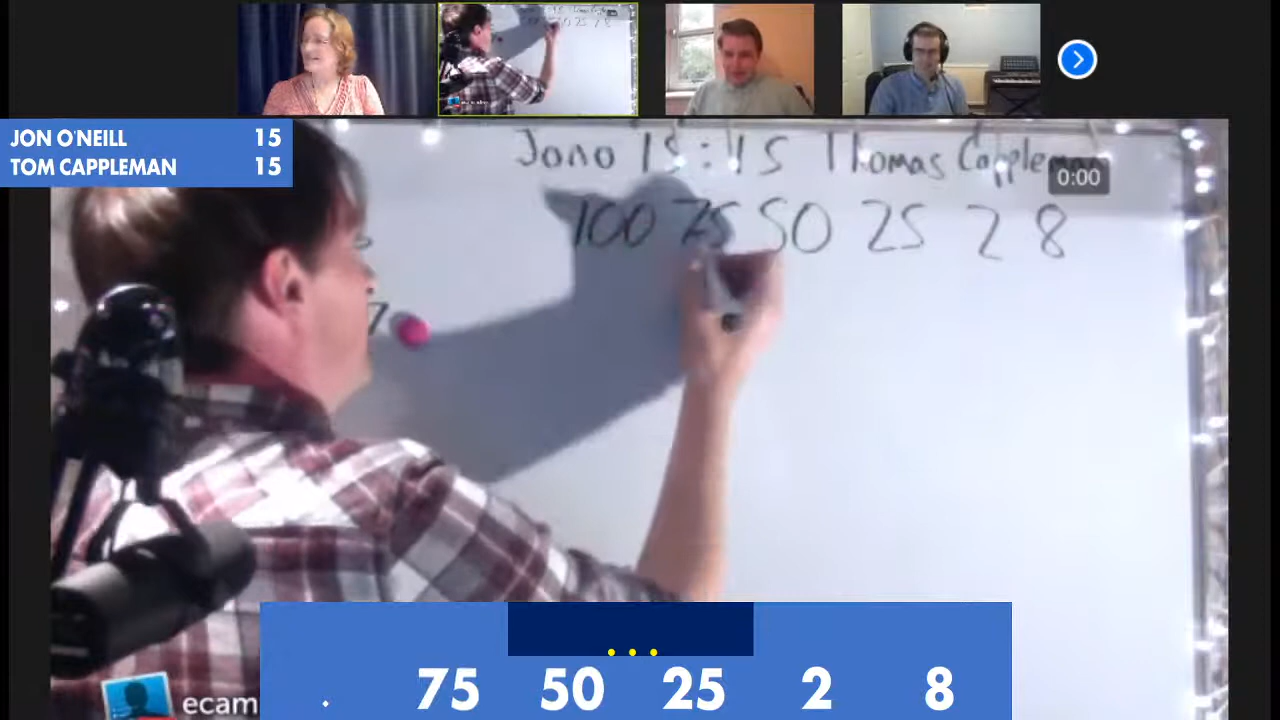 JON O'NEILL 15
TOM CAPPLEMAN 15
Jono 15:15 Thomas Cappleman
0:00
100 75 50 25 2 8
7
...
. 75 50 25 2 8
ecam